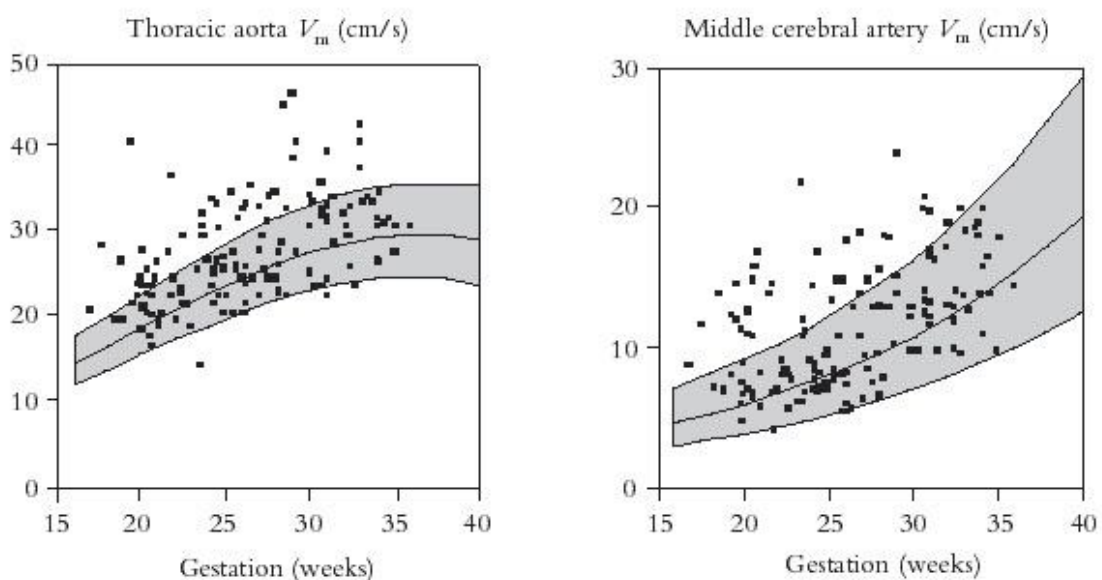 Thoracic aorta Vm (cm/s)
50
40
30
20
10
0
15 20 25 30 35 40
Gestation (weeks)
Middle cerebral artery Vm (cm/s)
30
20
10
0
15 20 25 30 35 40
Gestation (weeks)